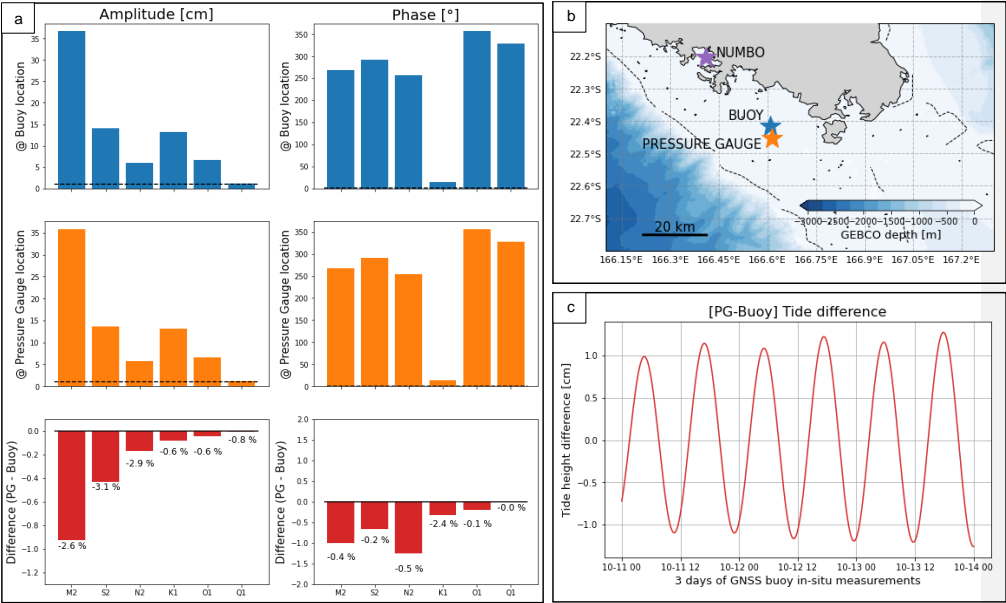 a
Amplitude [cm]
Phase [°]
@ Buoy location
35
30
25
20
15
10
5
0
350
300
250
200
150
100
50
0
@ Pressure Gauge location
35
30
25
20
15
10
5
0
350
300
250
200
150
100
50
0
Difference (PG - Buoy)
0.0
−0.2
−0.4
−0.6
−0.8
−1.0
−1.2
-2.6 %
-3.1 %
-2.9 %
-0.6 %
-0.6 %
-0.8 %
M2 S2 N2 K1 O1 Q1
Difference (PG - Buoy)
2.0
1.5
1.0
0.5
0.0
−0.5
−1.0
−1.5
−2.0
-0.4 %
-0.2 %
-0.5 %
-2.4 %
-0.1 %
-0.0 %
M2 S2 N2 K1 O1 Q1
b
NUMBO
BUOY
PRESSURE GAUGE
22.2°S
22.3°S
22.4°S
22.5°S
22.6°S
22.7°S
20 km
−3000−2500−2000−1500−1000 −500 0
GEBCO depth [m]
166.15°E 166.3°E 166.45°E 166.6°E 166.75°E 166.9°E 167.05°E 167.2°E
c
[PG-Buoy] Tide difference
Tide height difference [cm]
1.0
0.5
0.0
−0.5
−1.0
10-11 00 10-11 12 10-12 00 10-12 12 10-13 00 10-13 12 10-14 00
3 days of GNSS buoy in-situ measurements